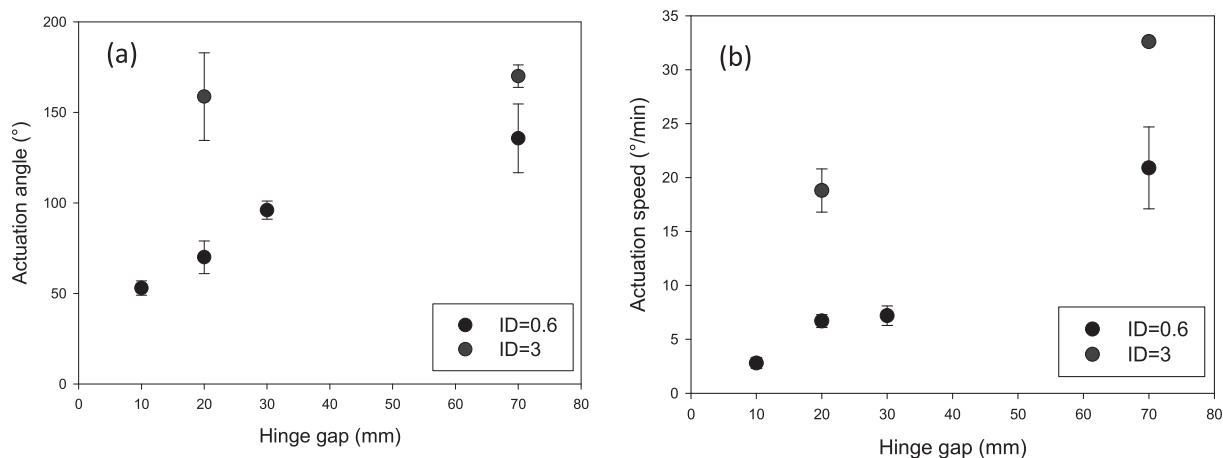 (a)
Actuation angle (°)
200
150
100
50
0
0 10 20 30 40 50 60 70 80
Hinge gap (mm)
ID=0.6
ID=3
(b)
Actuation speed (°/min)
35
30
25
20
15
10
5
0
0 10 20 30 40 50 60 70 80
Hinge gap (mm)
ID=0.6
ID=3